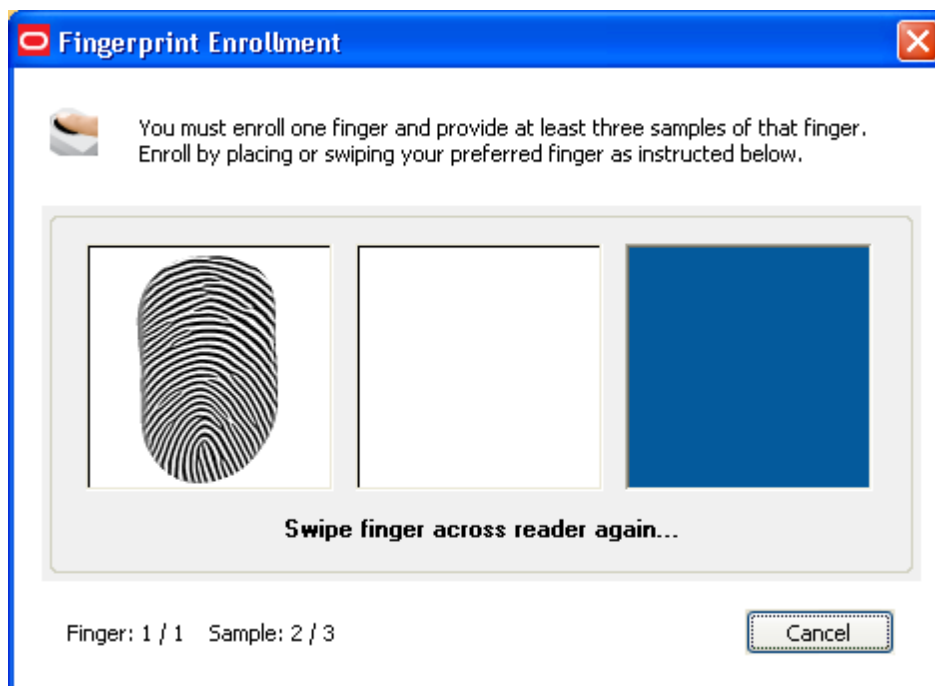 Fingerprint Enrollment
You must enroll one finger and provide at least three samples of that finger.
Enroll by placing or swiping your preferred finger as instructed below.
Swipe finger across reader again...
Finger: 1 / 1 Sample: 2 / 3
Cancel